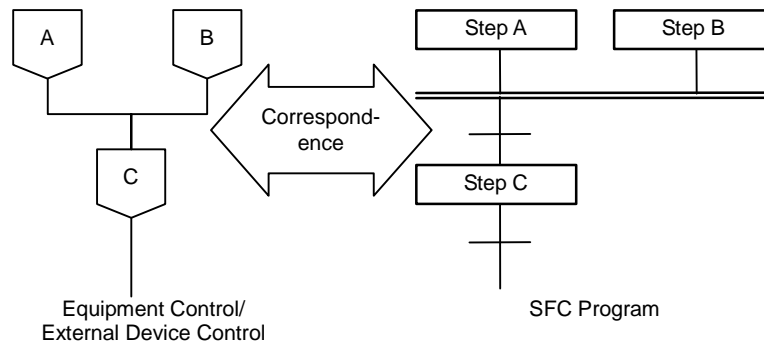 A
B
Step A
Step B
Correspond-
ence
C
Step C
Equipment Control/
External Device Control
SFC Program